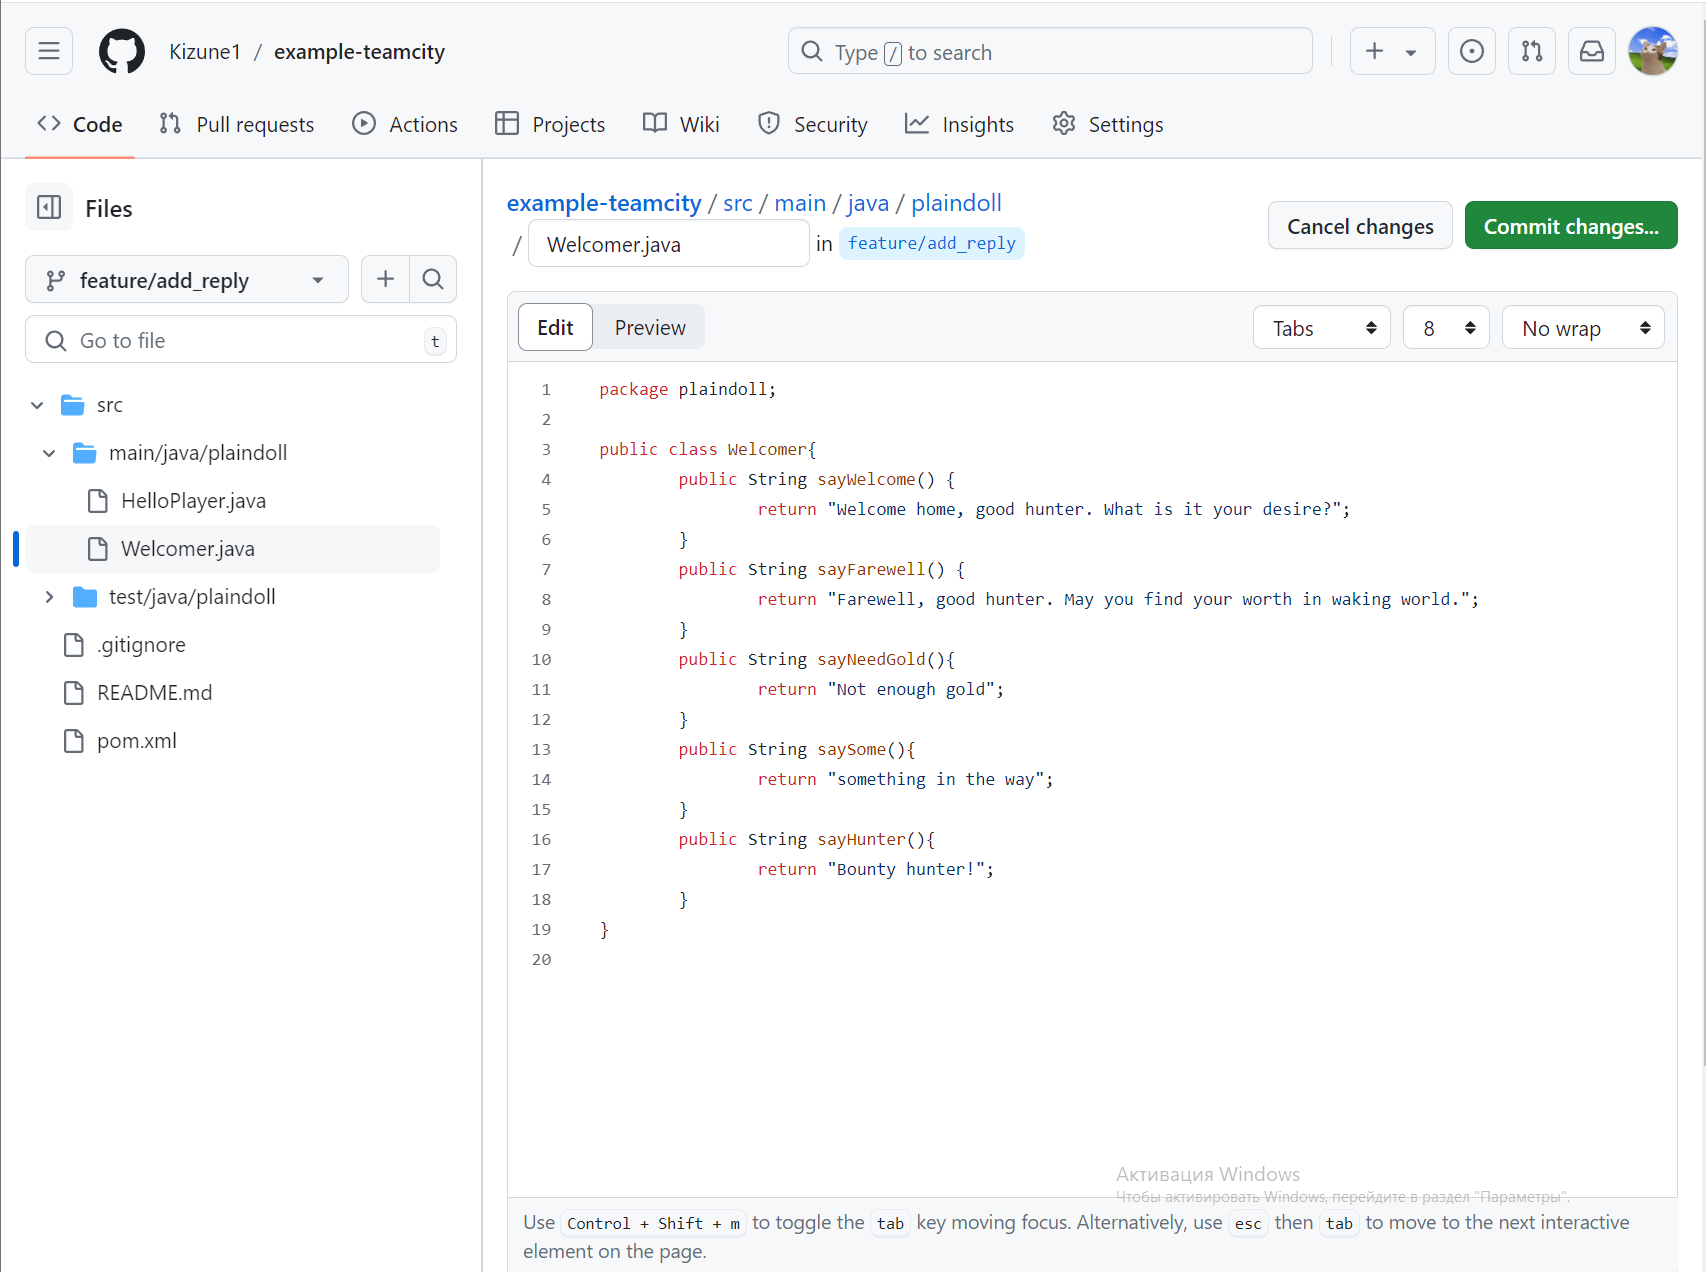 Kizune1 / example-teamcity
Type / to search
Code
Pull requests
Actions
Projects
Wiki
Security
Insights
Settings
Files
feature/add_reply
Go to file
t
src
main/java/plaindoll
HelloPlayer.java
Welcomer.java
test/java/plaindoll
.gitignore
README.md
pom.xml
example-teamcity / src / main / java / plaindoll
/ Welcomer.java in feature/add_reply
Cancel changes
Commit changes...
Edit
Preview
Tabs
8
No wrap
1 package plaindoll;
2
3 public class Welcomer{
4 public String sayWelcome() {
5 return "Welcome home, good hunter. What is it your desire?";
6 }
7 public String sayFarewell() {
8 return "Farewell, good hunter. May you find your worth in waking world.";
9 }
10 public String sayNeedGold(){
11 return "Not enough gold";
12 }
13 public String saySome(){
14 return "something in the way";
15 }
16 public String sayHunter(){
17 return "Bounty hunter!";
18 }
19 }
20
Активация Windows
Чтобы активировать Windows, перейдите в раздел "Параметры".
Use Control + Shift + m to toggle the tab key moving focus. Alternatively, use esc then tab to move to the next interactive
element on the page.